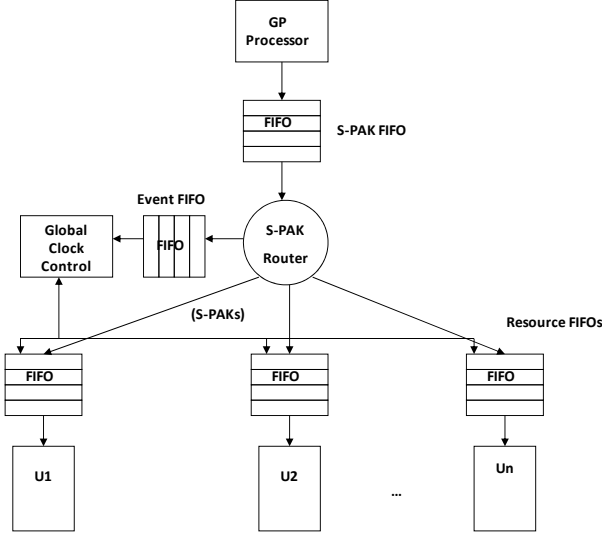 GP
Processor
FIFO
S-PAK FIFO
Event FIFO
Global
Clock
Control
FIFO
S-PAK
Router
(S-PAKs)
Resource FIFOs
FIFO
FIFO
FIFO
U1
U2
Un
...